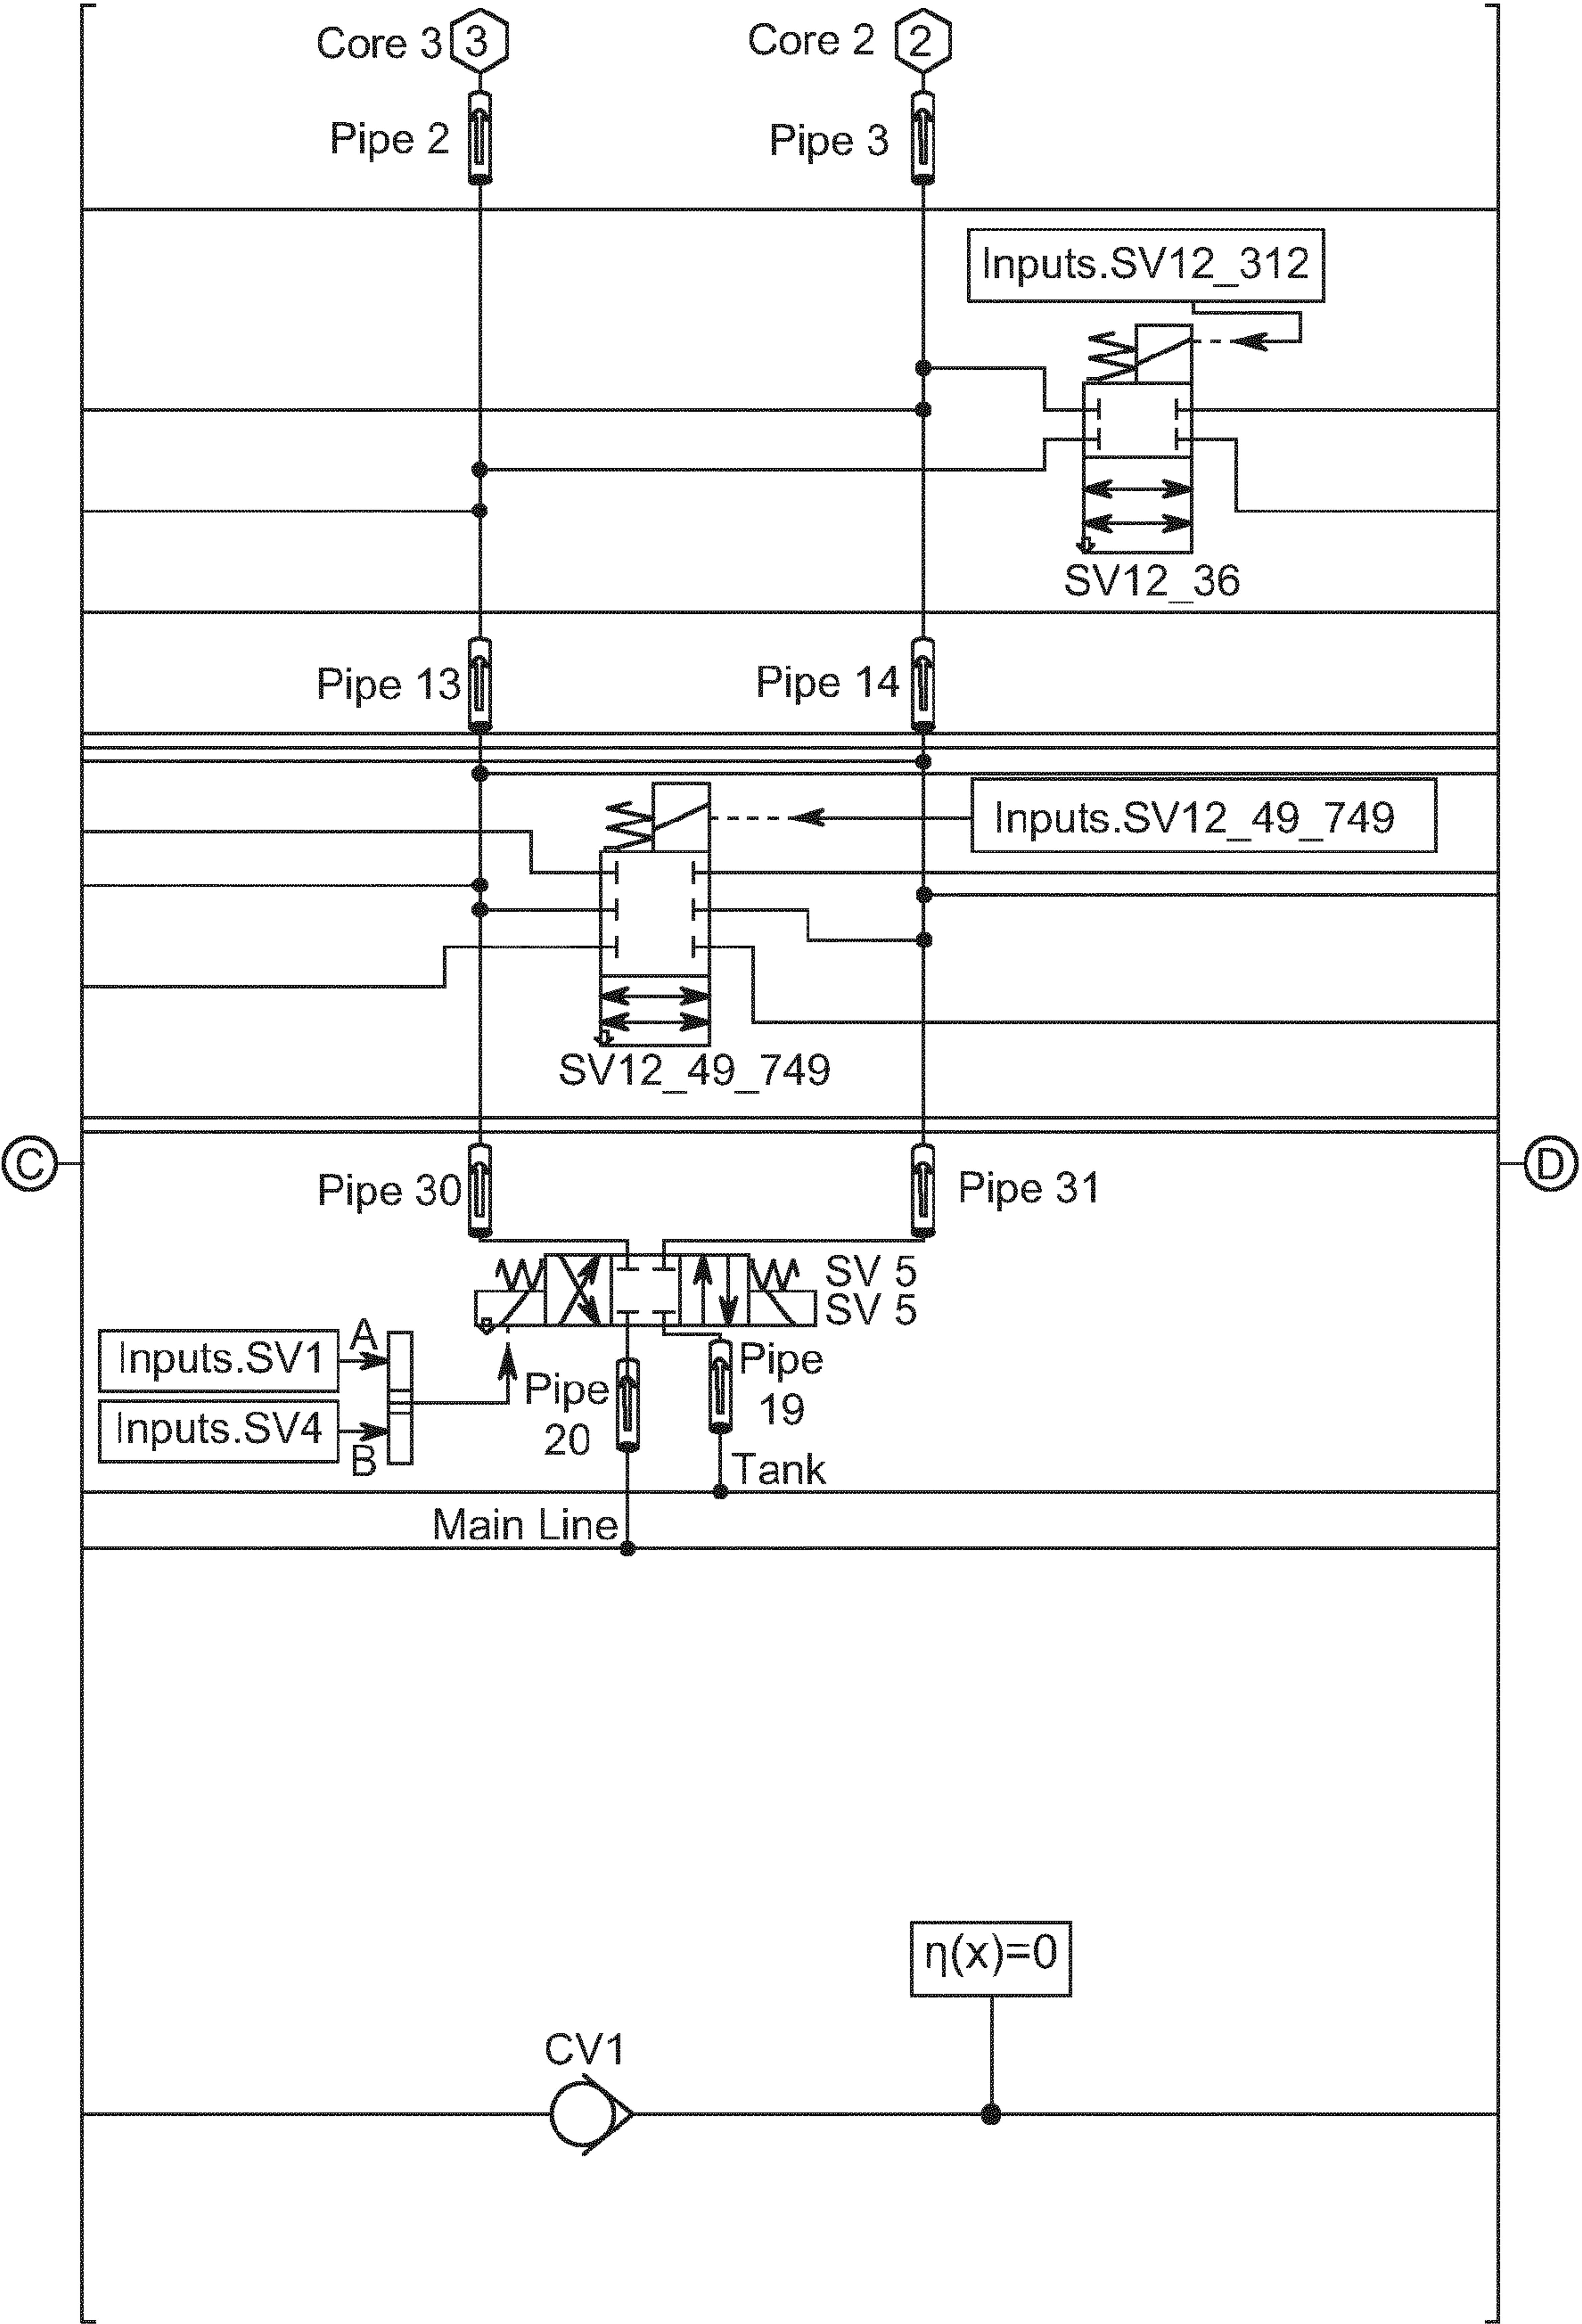 Core 3 3
Core 2 2
Pipe 2
Pipe 3
Inputs.SV12_312
SV12_36
Pipe 13
Pipe 14
Inputs.SV12_49_749
SV12_49_749
C
D
Pipe 30
Pipe 31
SV 5
SV 5
Inputs.SV1
A
Inputs.SV4
B
Pipe
20
Pipe
19
Tank
Main Line
η(x)=0
CV1